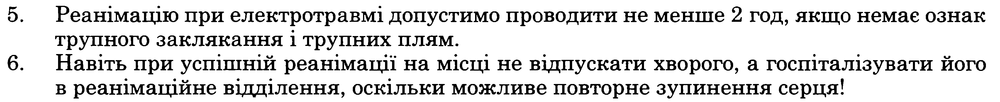 5. Реанімацію при електротравмі допустимо проводити не менше 2 год, якщо немає ознак
трупного заклякання і трупних плям.
6. Навіть при успішній реанімації на місці не відпускати хворого, а госпіталізувати його
в реанімаційне відділення, оскільки можливе повторне зупинення серця!